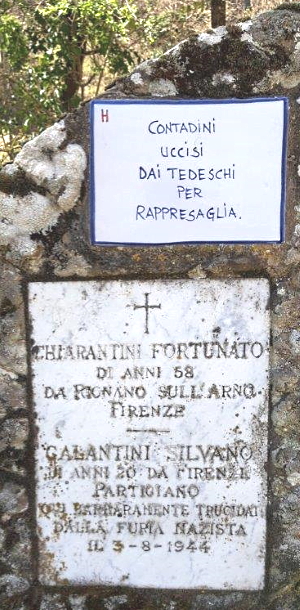 H
CONTADINI
UCCISI
DAI TEDESCHI
PER
RAPPRESAGLIA.
CHIARANTINI FORTUNATO
DI ANNI 58
DA RIGNANO SULL'ARNO
FIRENZE
GALANTINI SILVANO
DI ANNI 20 DA FIRENZE
PARTIGIANO
QUI BARBARAMENTE TRUCIDATI
DALLA FURIA NAZISTA
IL 3-8-1944